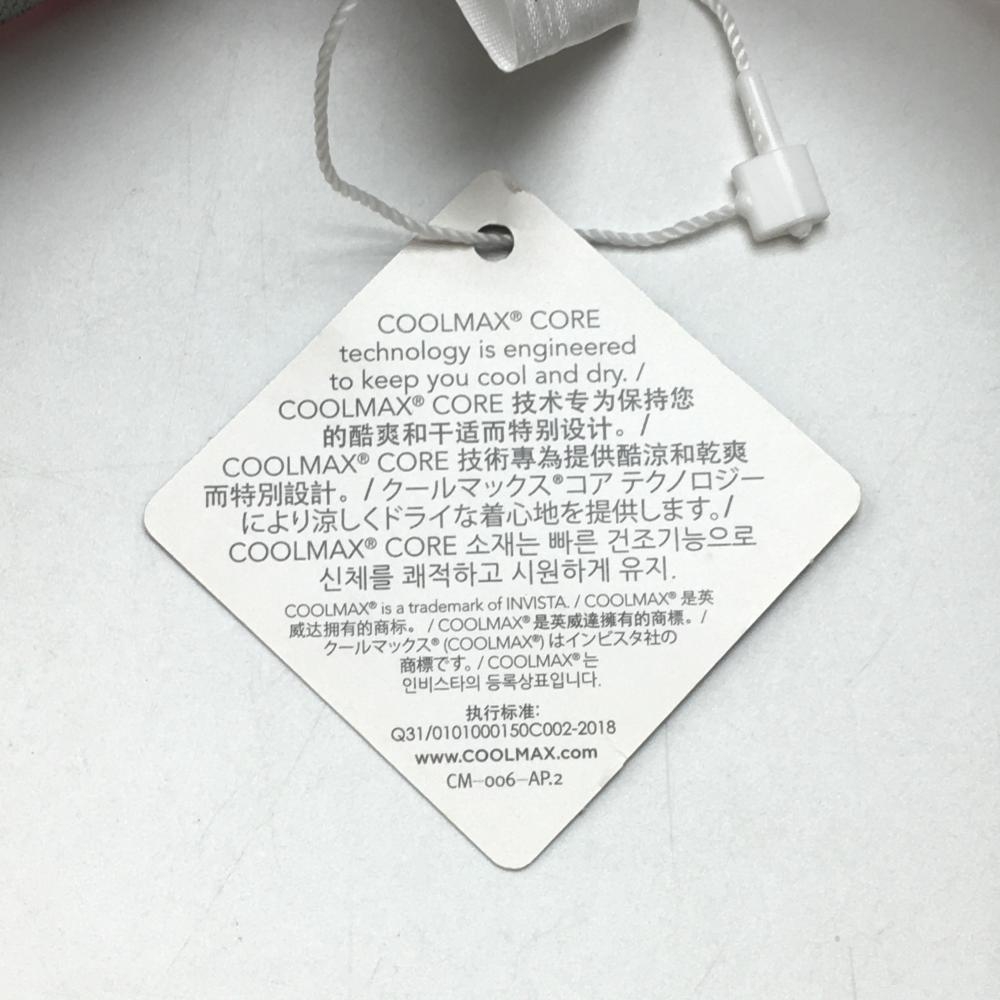 COOLMAX® CORE
technology is engineered
to keep you cool and dry. /
COOLMAX® CORE 技术专为保持您
的酷爽和干适而特别设计。/
COOLMAX® CORE 技術專為提供酷涼和乾爽
而特別設計。/ クールマックス®コア テクノロジー
により涼しくドライな着心地を提供します。/
COOLMAX® CORE 소재는 빠른 건조기능으로
신체를 쾌적하고 시원하게 유지.
COOLMAX® is a trademark of INVISTA. / COOLMAX® 是英
威达拥有的商标。 / COOLMAX® 是英威達擁有的商標。/
クールマックス® (COOLMAX®) はインビスタ社の
商標です。/ COOLMAX® 는
인비스타의 등록상표입니다.
执行标准:
Q31/0101000150C002-2018
www.COOLMAX.com
CM-006-AP.2